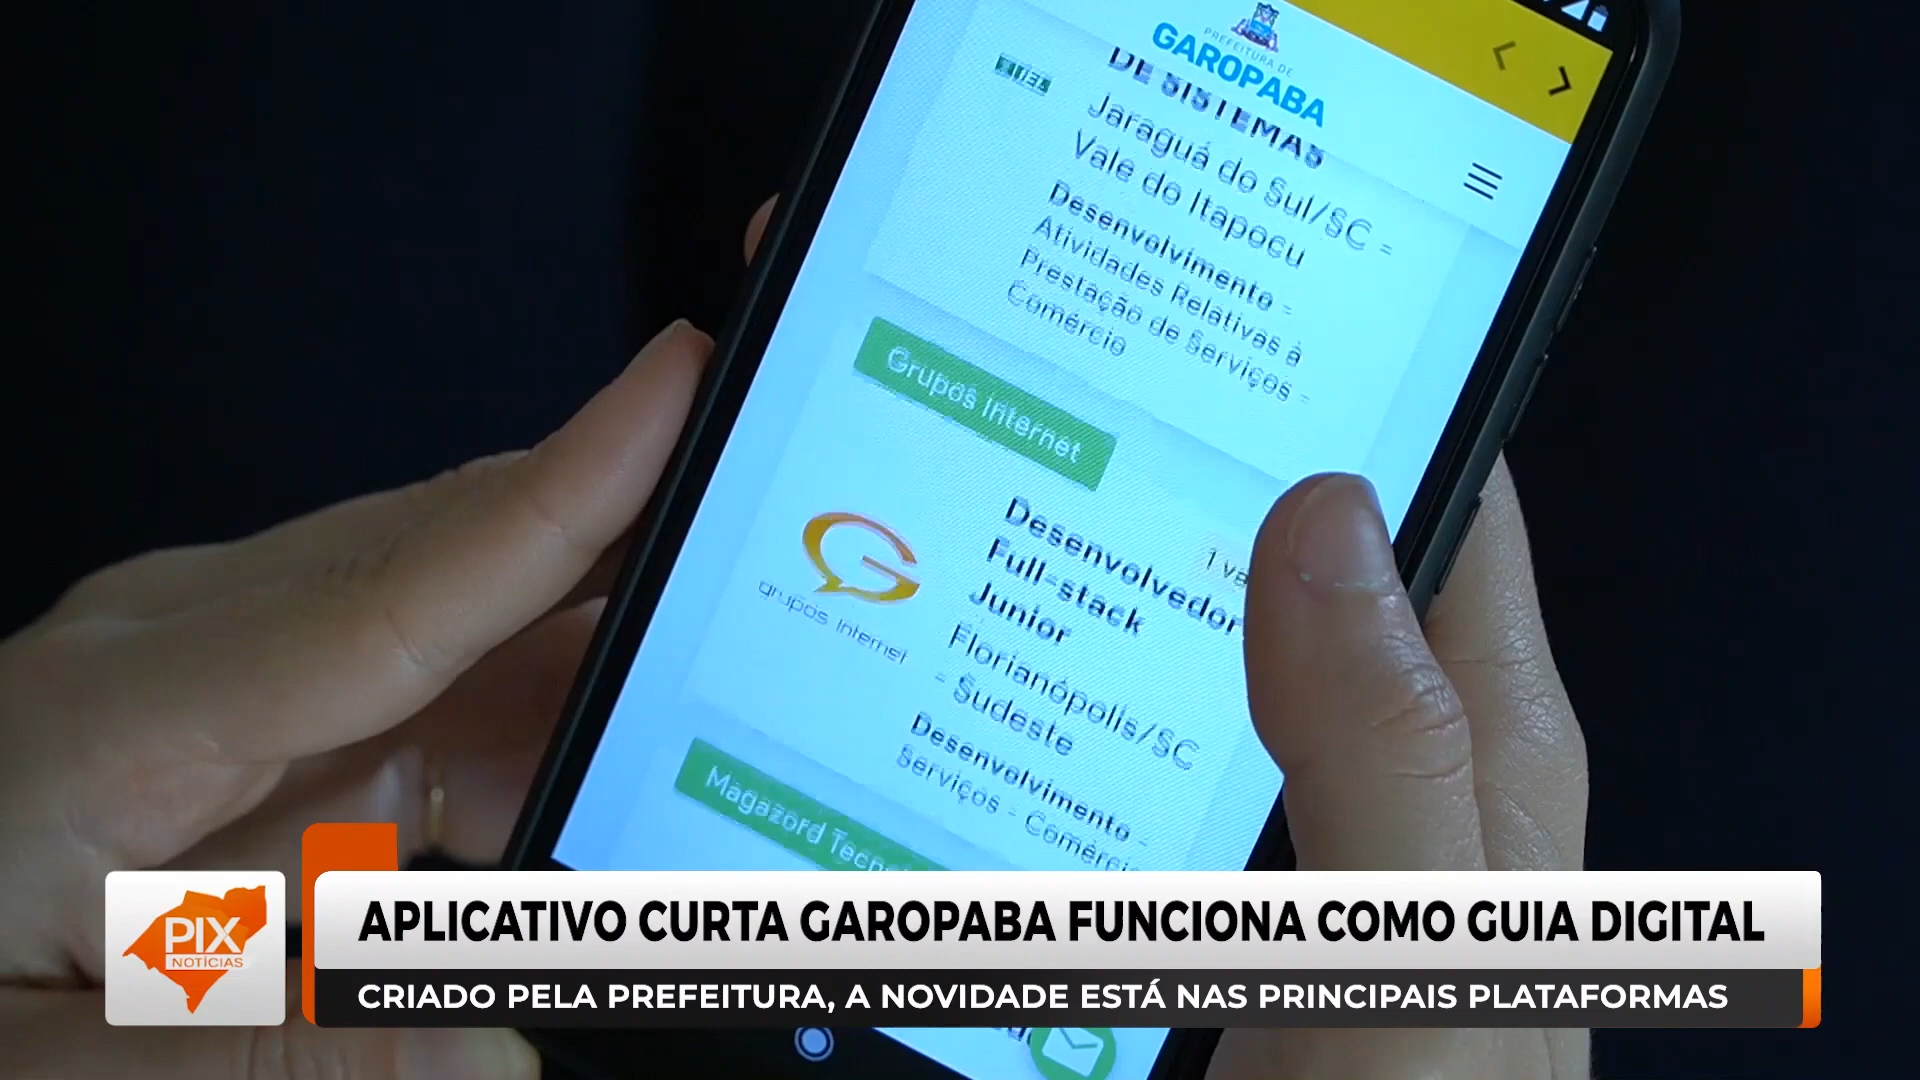 PREFEITURA DE
GAROPABA
DE SISTEMAS
Jaraguá do Sul/SC -
Vale do Itapocu
Desenvolvimento -
Atividades Relativas à
Prestação de Serviços -
Comércio
Grupos Internet
grupos internet
Desenvolvedor
Full-stack
Junior
Florianópolis/SC
- Sudeste
Desenvolvimento -
Serviços - Comércio
Magazord
PIX
NOTÍCIAS
APLICATIVO CURTA GAROPABA FUNCIONA COMO GUIA DIGITAL
CRIADO PELA PREFEITURA, A NOVIDADE ESTÁ NAS PRINCIPAIS PLATAFORMAS